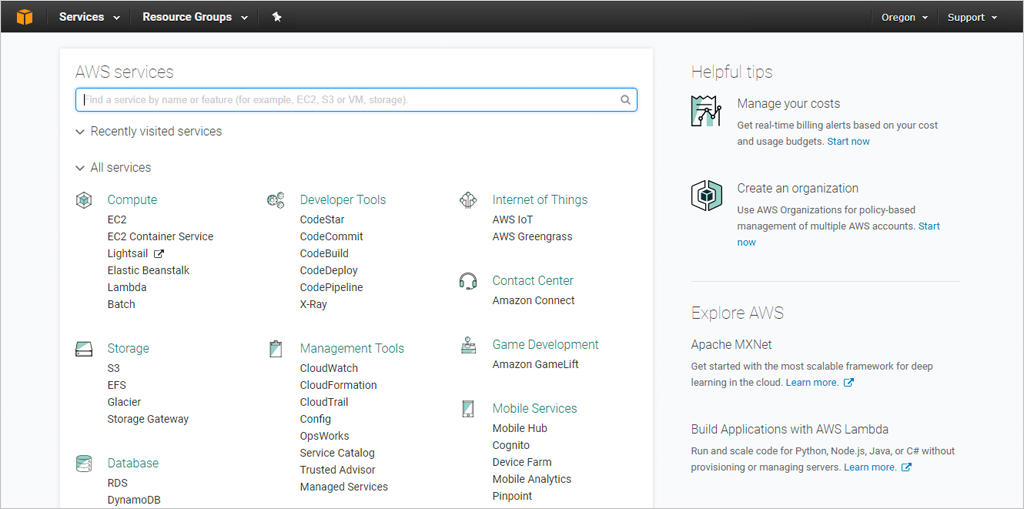 Services
Resource Groups
Oregon
Support
AWS services
Find a service by name or feature (for example, EC2, S3 or VM, storage).
Recently visited services
All services
Compute
EC2
EC2 Container Service
Lightsail
Elastic Beanstalk
Lambda
Batch
Storage
S3
EFS
Glacier
Storage Gateway
Database
RDS
DynamoDB
Developer Tools
CodeStar
CodeCommit
CodeBuild
CodeDeploy
CodePipeline
X-Ray
Management Tools
CloudWatch
CloudFormation
CloudTrail
Config
OpsWorks
Service Catalog
Trusted Advisor
Managed Services
Internet of Things
AWS IoT
AWS Greengrass
Contact Center
Amazon Connect
Game Development
Amazon GameLift
Mobile Services
Mobile Hub
Cognito
Device Farm
Mobile Analytics
Pinpoint
Helpful tips
Manage your costs
Get real-time billing alerts based on your cost
and usage budgets. Start now
Create an organization
Use AWS Organizations for policy-based
management of multiple AWS accounts. Start
now
Explore AWS
Apache MXNet
Get started with the most scalable framework for deep
learning in the cloud. Learn more.
Build Applications with AWS Lambda
Run and scale code for Python, Node.js, Java, or C# without
provisioning or managing servers. Learn more.